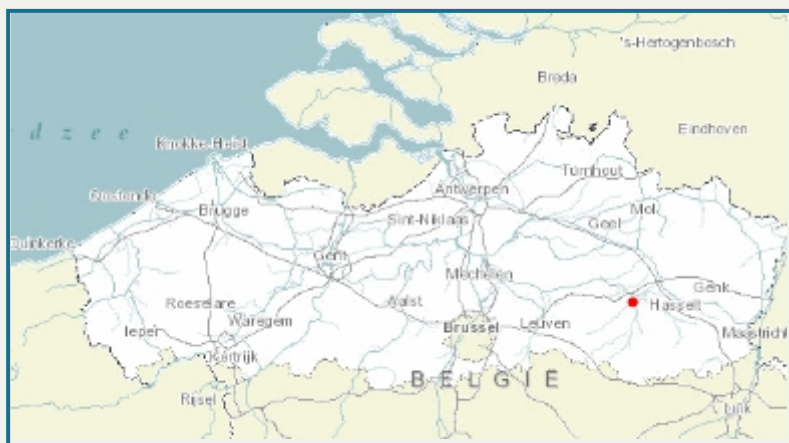 's-Hertogenbosch
Breda
dzee
Eindhoven
Knokke-Heist
Turnhout
Antwerpen
Oostende
Brugge
Sint-Niklaas
Mol
Geel
Duinkerke
Gent
Mechelen
Genk
Roeselare
Aalst
Hasselt
Waregem
Ieper
Brussel
Leuven
Maastricht
Kortrijk
BELGIË
Rijsel
Luik